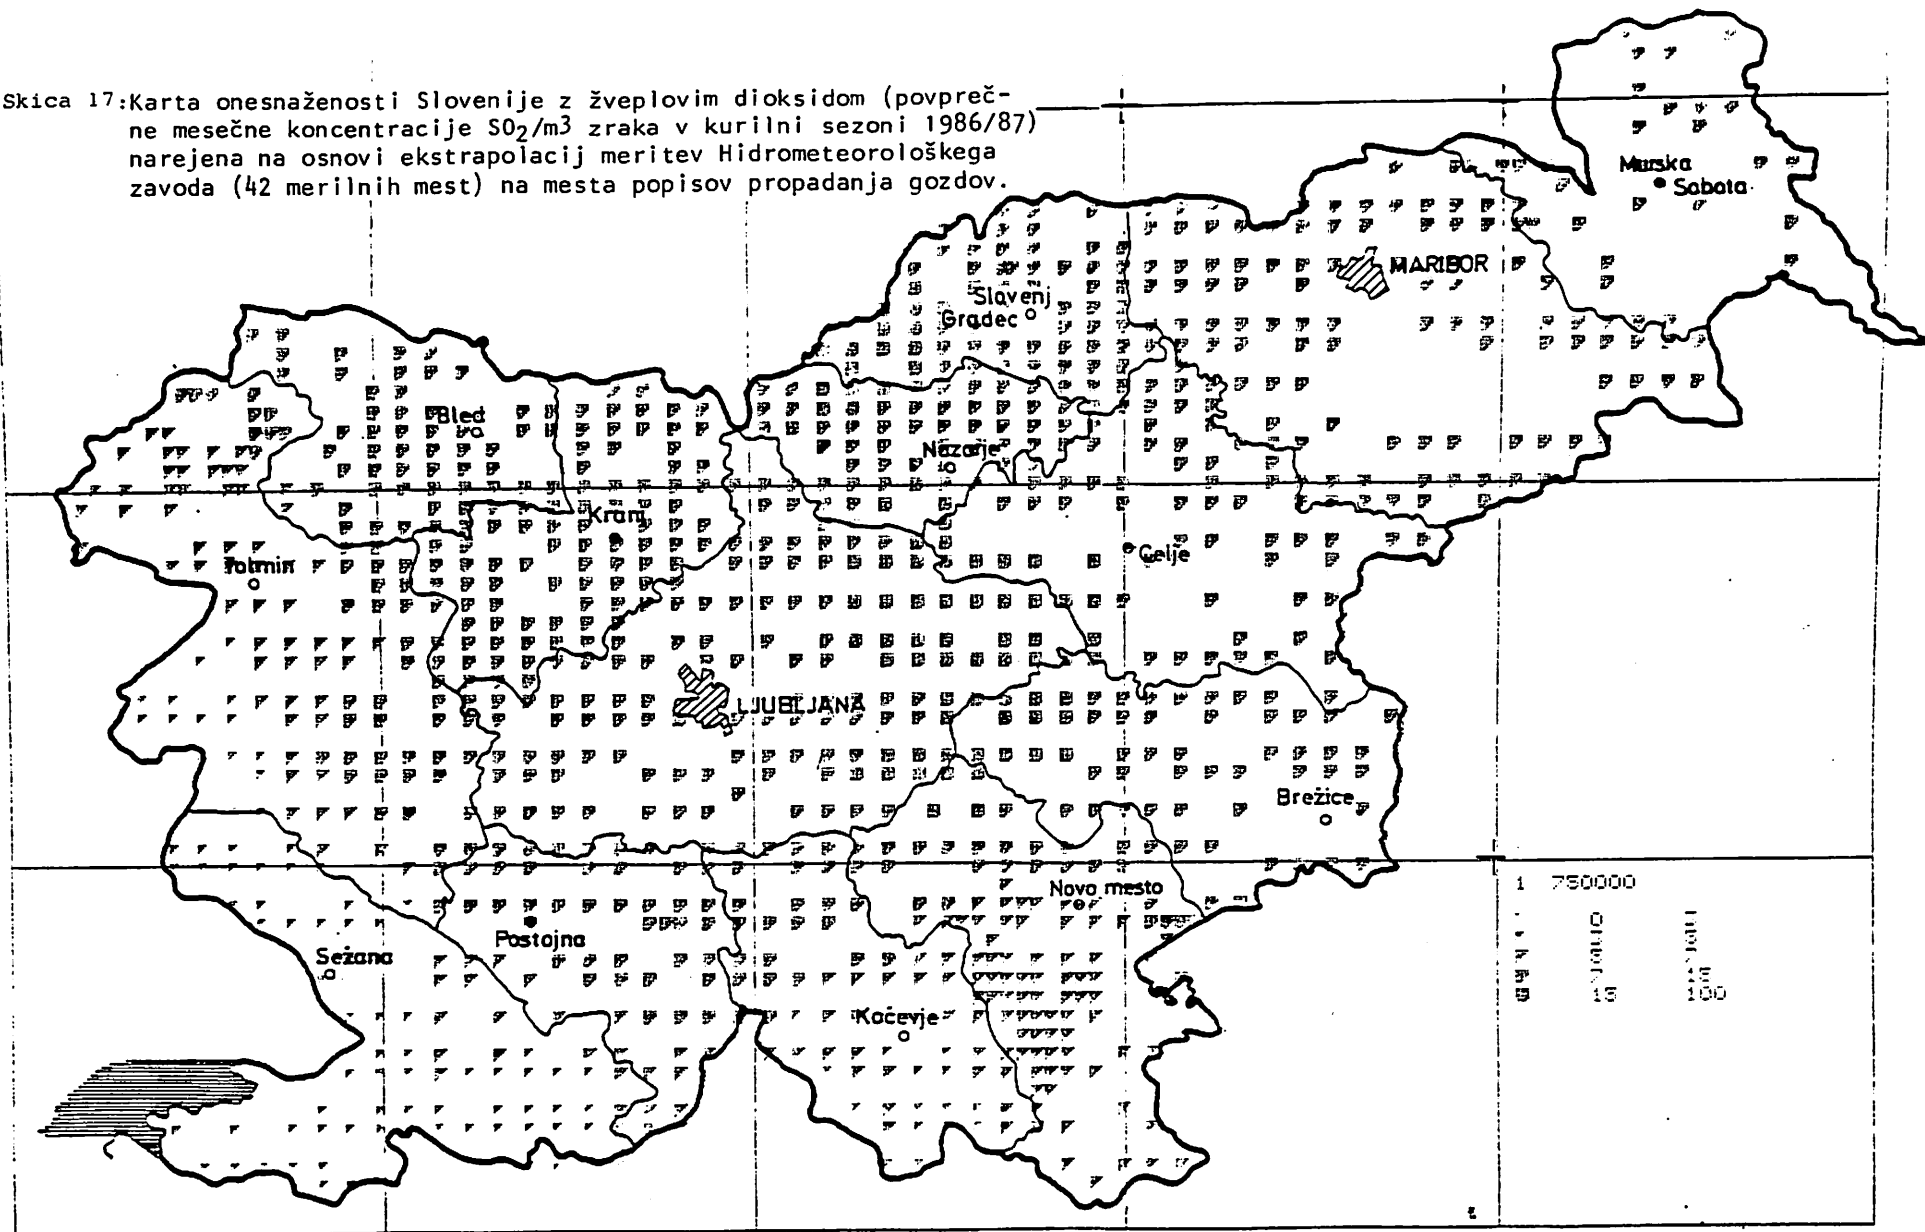 Skica 17:Karta onesnaženosti Slovenije z žveplovim dioksidom (povpreč-
ne mesečne koncentracije SO2/m3 zraka v kurilni sezoni 1986/87)
narejena na osnovi ekstrapolacij meritev Hidrometeorološkega
zavoda (42 merilnih mest) na mesta popisov propadanja gozdov.
Murska
Sobota
MARIBOR
Slovenj
Gradec
Bled
Nazarje
Kranj
Celje
Tolmin
LJUBLJANA
Brežice
1 750000
Novo mesto
0
Postojna
Sežana
15 100
Kočevje